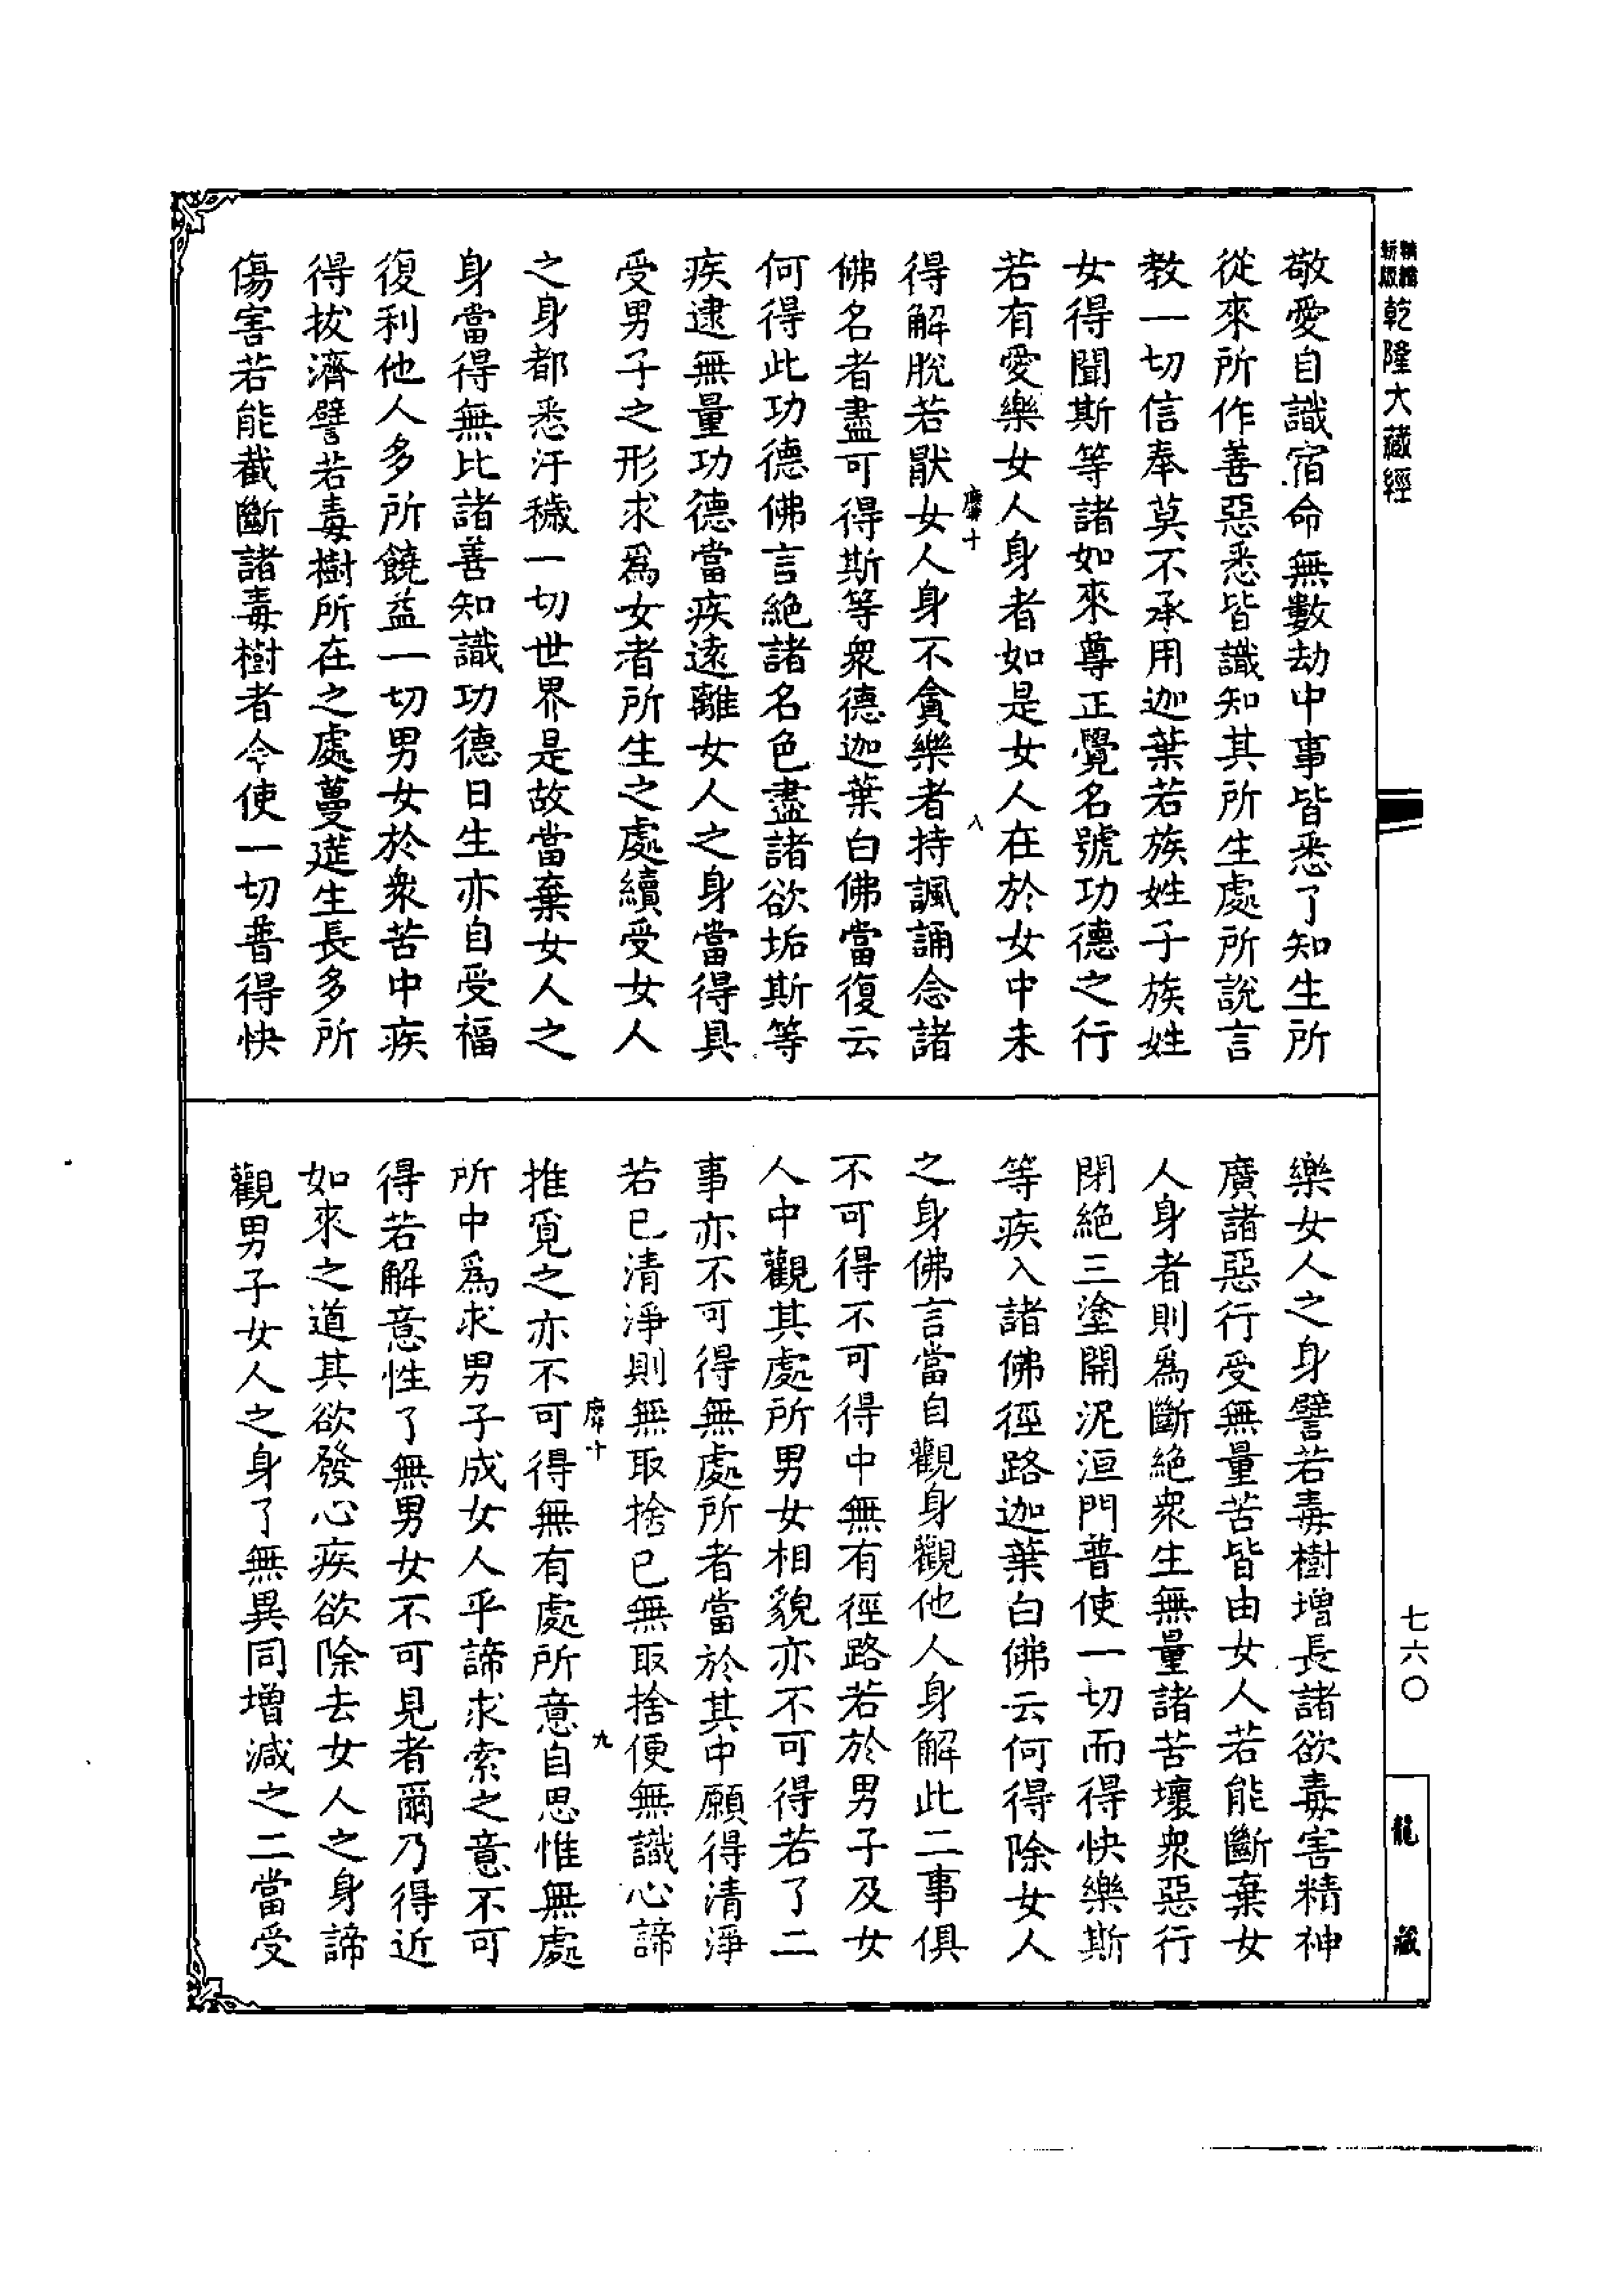 新版
精縮
乾隆大藏經
敬愛自識宿命無數劫中事皆悉了知生所
從來所作善惡悉皆識知其所生處所說言
教一切信奉莫不承用迦葉若族姓子族姓
女得聞斯等諸如來尊正覺名號功德之行
若有愛樂女人身者如是女人在於女中未
十
八
得解脫若猒女人身不貪樂者持諷誦念諸
佛名者盡可得斯等衆德迦葉白佛當復云
何得此功德佛言絶諸名色盡諸欲垢斯等
疾逮無量功德當疾遠離女人之身當得具
受男子之形求爲女者所生之處續受女人
之身都悉汙穢一切世界是故當棄女人之
身當得無比諸善知識功德日生亦自受福
復利他人多所饒益一切男女於衆苦中疾
得拔濟譬若毒樹所在之處蔓莚生長多所
傷害若能截斷諸毒樹者令使一切普得快
樂女人之身譬若毒樹增長諸欲毒害精神
廣諸惡行受無量苦皆由女人若能斷棄女
人身者則爲斷絶衆生無量諸苦壞衆惡行
閉絶三塗開泥洹門普使一切而得快樂斯
等疾入諸佛徑路迦葉白佛云何得除女人
之身佛言當自觀身觀他人身解此二事俱
不可得不可得中無有徑路若於男子及女
人中觀其處所男女相貌亦不可得若了二
事亦不可得無處所者當於其中願得清淨
若已清淨則無取捨已無取捨便無識心諦
十
九
推覓之亦不可得無有處所意自思惟無處
所中爲求男子成女人乎諦求索之意不可
得若解意性了無男女不可見者爾乃得近
如來之道其欲發心疾欲除去女人之身諦
觀男子女人之身了無異同增減之二當受
七六〇
龍藏